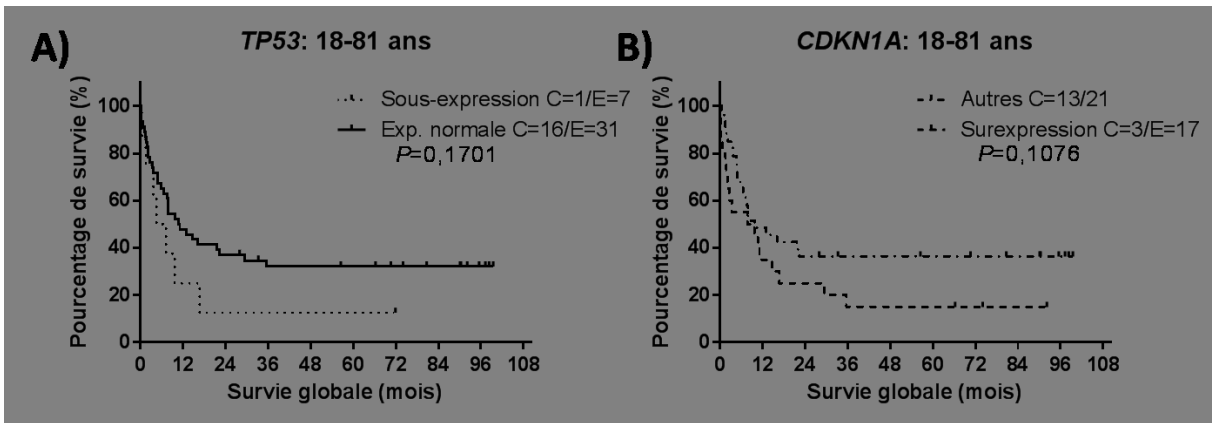 A)
TP53: 18-81 ans
Pourcentage de survie (%)
100
80
60
40
20
0
Sous-expression C=1/E=7
Exp. normale C=16/E=31
P=0,1701
0 12 24 36 48 60 72 84 96 108
Survie globale (mois)
B)
CDKN1A: 18-81 ans
Pourcentage de survie (%)
100
80
60
40
20
0
Autres C=13/21
Surexpression C=3/E=17
P=0,1076
0 12 24 36 48 60 72 84 96 108
Survie globale (mois)